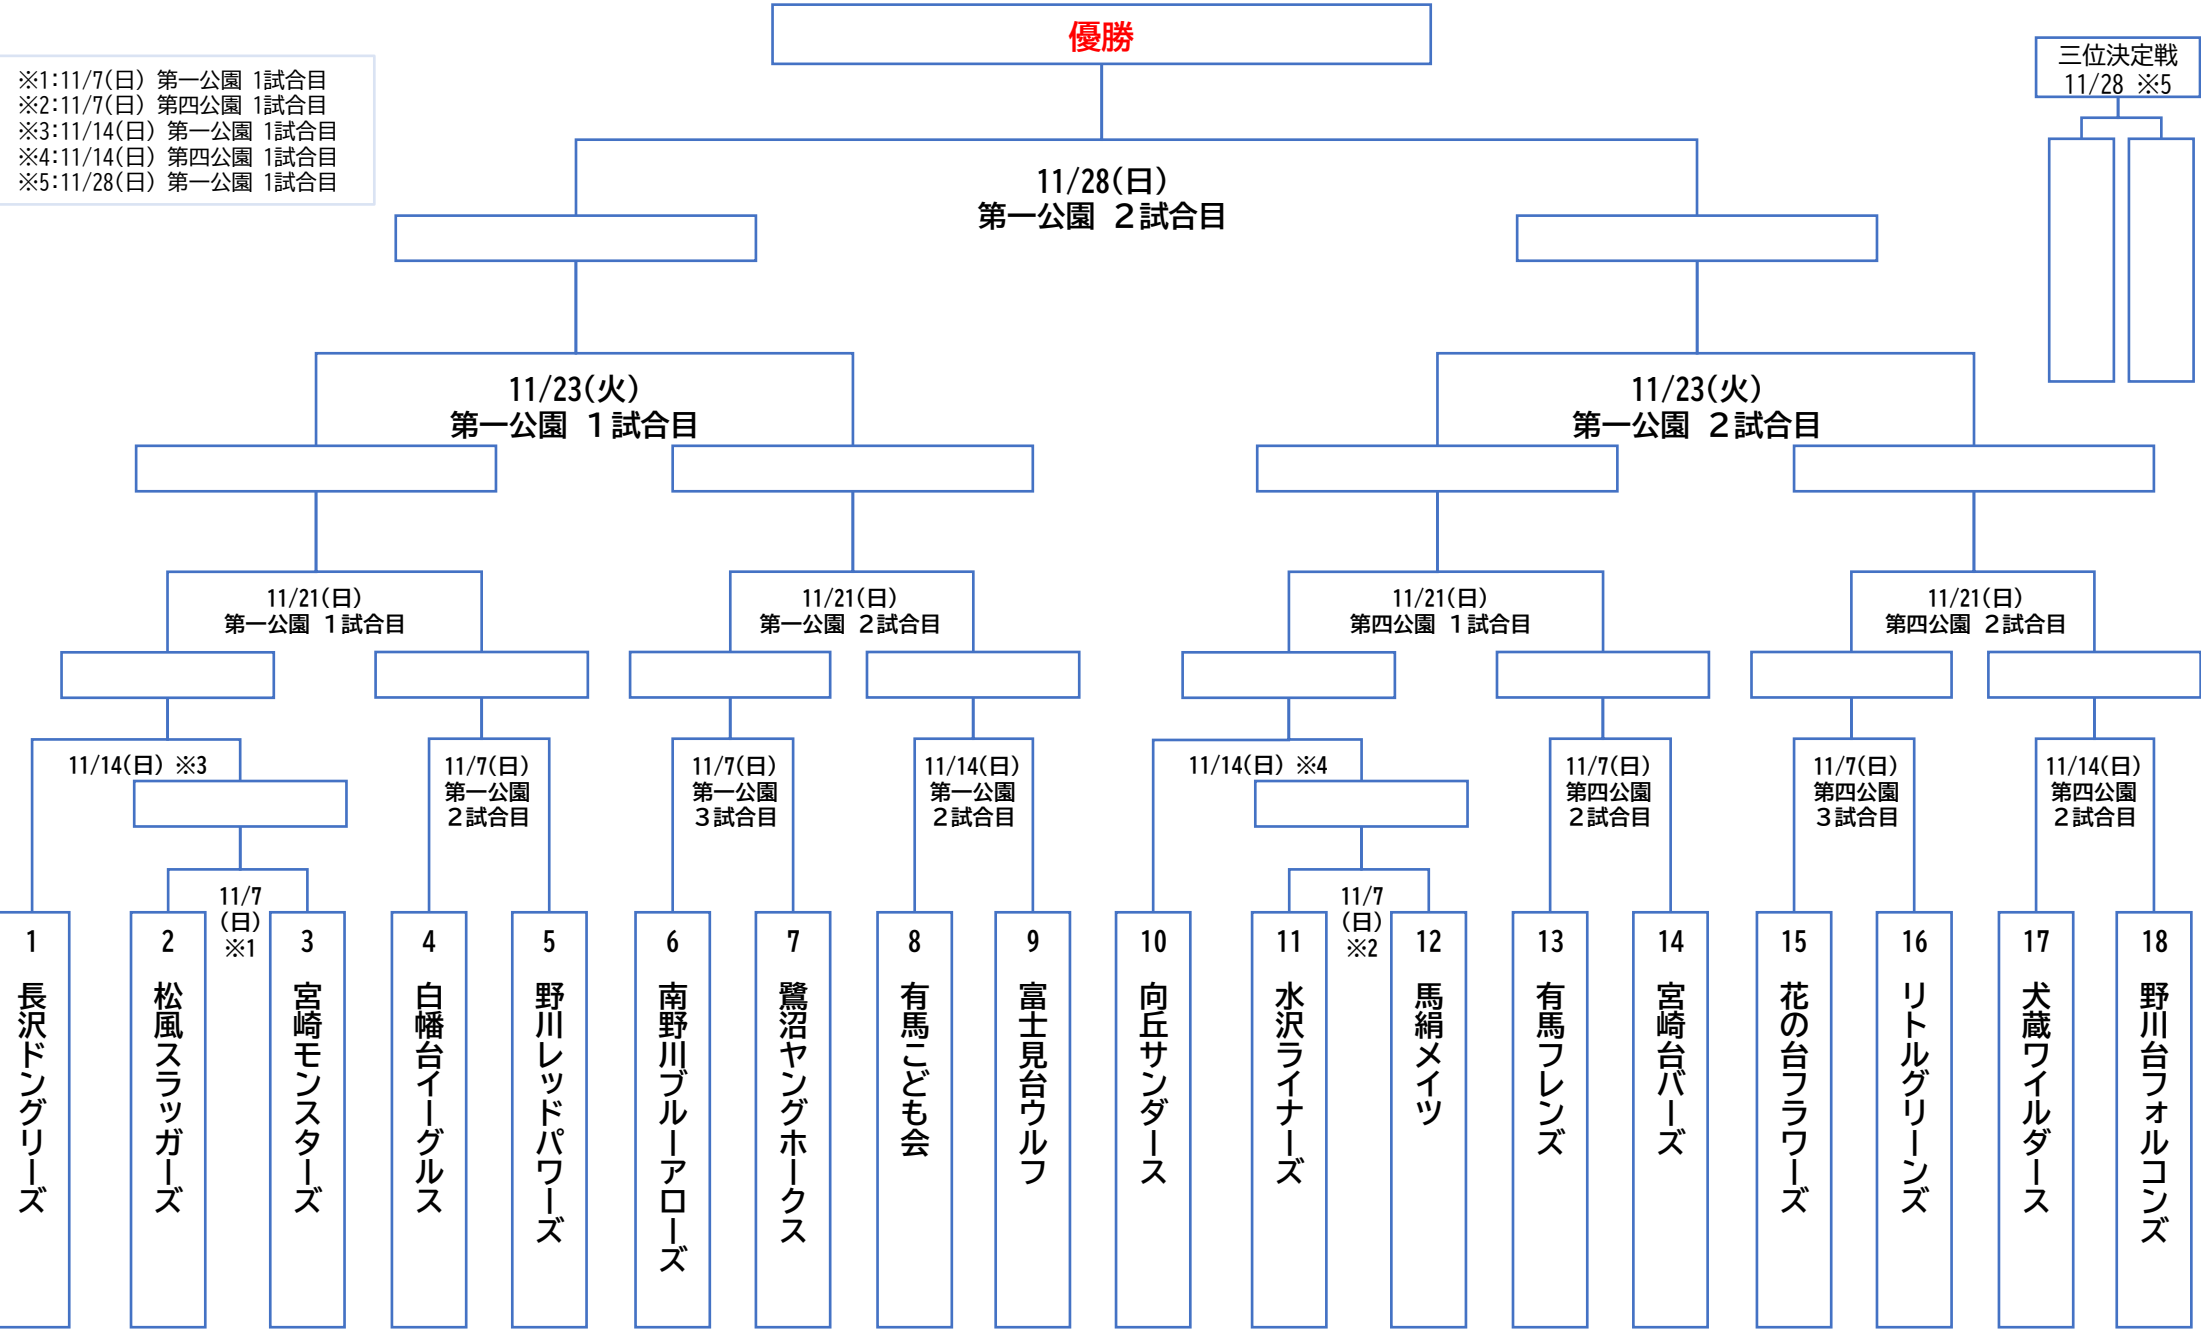 優勝
※1:11/7(日) 第一公園 1試合目
※2:11/7(日) 第四公園 1試合目
※3:11/14(日) 第一公園 1試合目
※4:11/14(日) 第四公園 1試合目
※5:11/28(日) 第一公園 1試合目
三位決定戦
11/28 ※5
11/28(日)
第一公園 2試合目
11/23(火)
第一公園 1試合目
11/23(火)
第一公園 2試合目
11/21(日)
第一公園 1試合目
11/21(日)
第一公園 2試合目
11/21(日)
第四公園 1試合目
11/21(日)
第四公園 2試合目
11/14(日) ※3
11/7(日)
第一公園
2試合目
11/7(日)
第一公園
3試合目
11/14(日)
第一公園
2試合目
11/14(日) ※4
11/7(日)
第四公園
2試合目
11/7(日)
第四公園
3試合目
11/14(日)
第四公園
2試合目
11/7
(日)
※1
11/7
(日)
※2
1
長沢ドングリーズ
2
松風スラッガーズ
3
宮崎モンスターズ
4
白幡台イーグルス
5
野川レッドパワーズ
6
南野川ブルーアローズ
7
鷺沼ヤングホークス
8
有馬こども会
9
富士見台ウルフ
10
向丘サンダース
11
水沢ライナーズ
12
馬絹メイツ
13
有馬フレンズ
14
宮崎台バーズ
15
花の台フラワーズ
16
リトルグリーンズ
17
犬蔵ワイルダース
18
野川台フォルコンズ